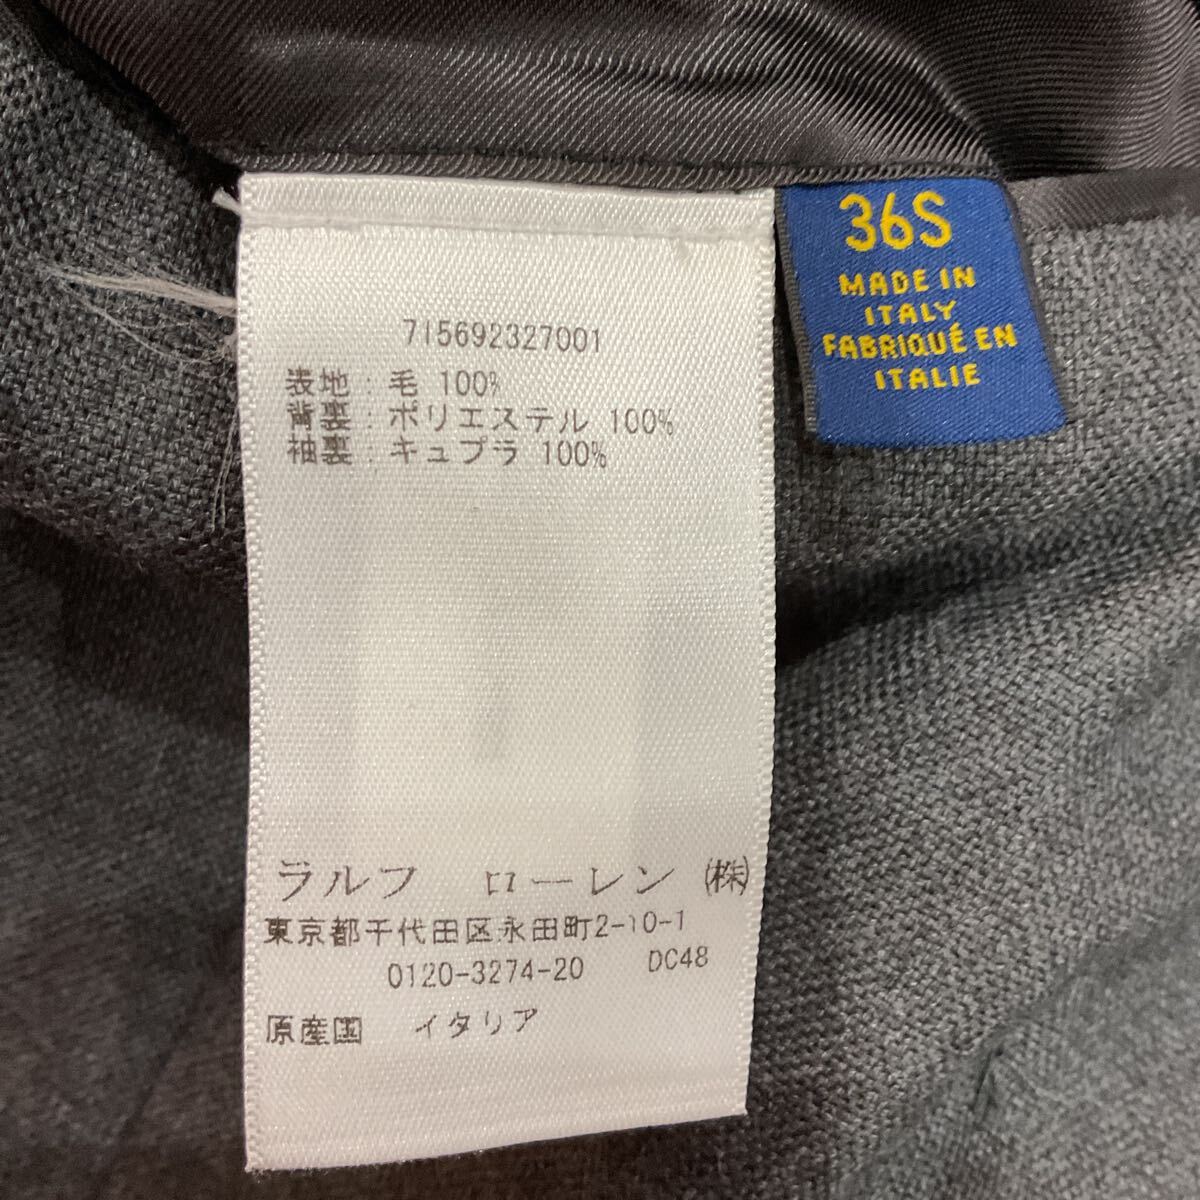 715692327001
表地：毛 100%
背裏：ポリエステル 100%
袖裏：キュプラ 100%
ラルフ ローレン ㈱
東京都千代田区永田町2-10-1
0120-3274-20 DC48
原産国 イタリア
36S
MADE IN
ITALY
FABRIQUÉ EN
ITALIE